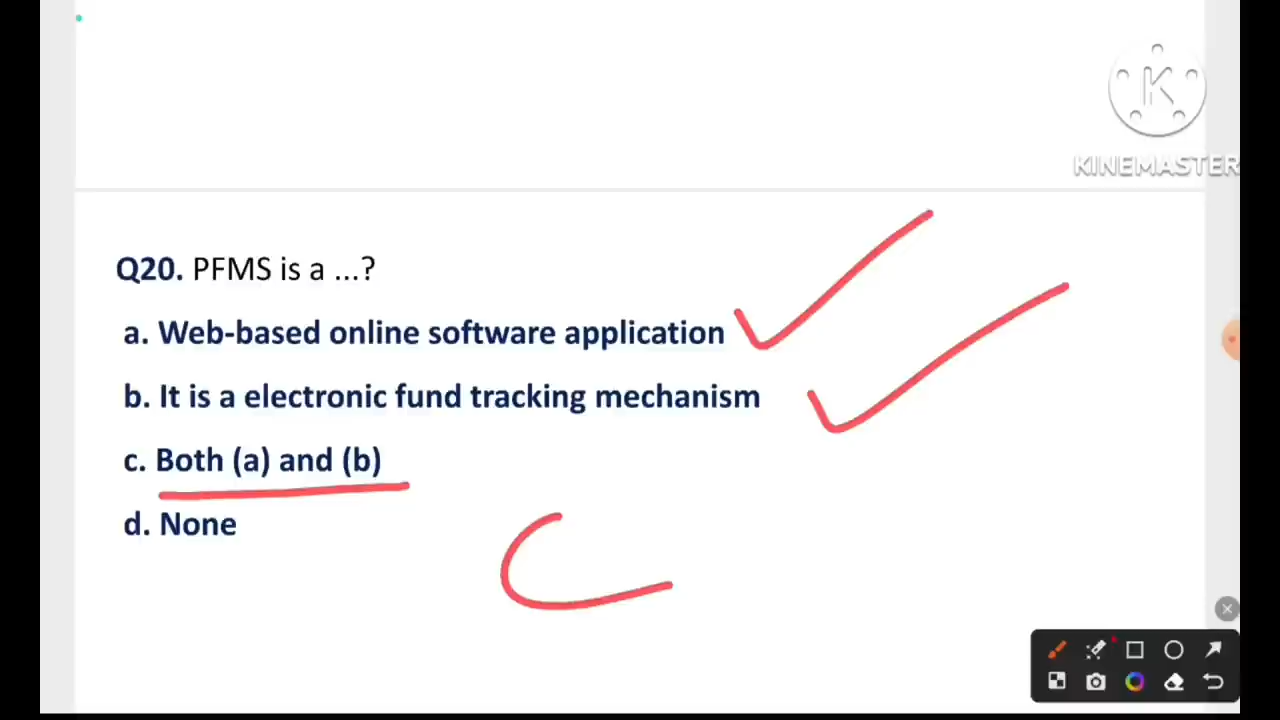 K
KINEMASTER
Q20. PFMS is a ...?
a. Web-based online software application
b. It is a electronic fund tracking mechanism
c. Both (a) and (b)
d. None
C